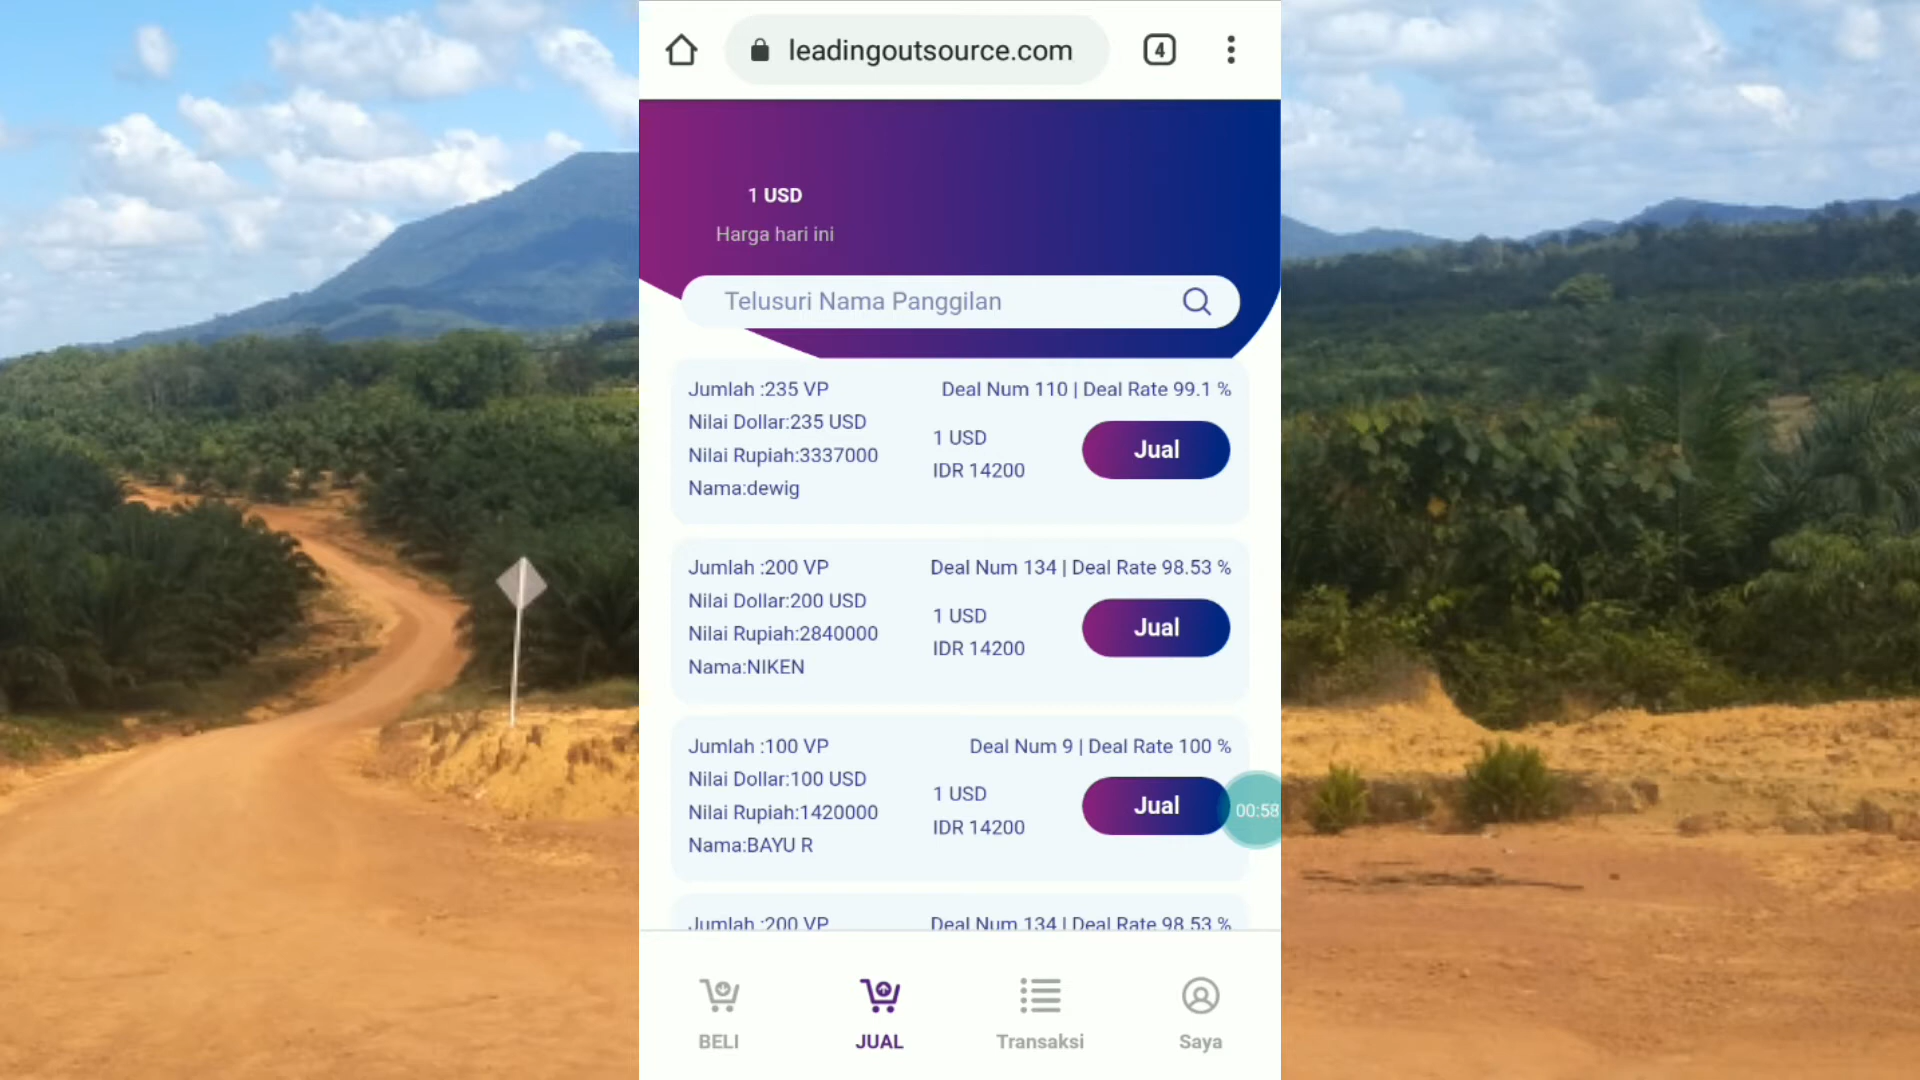 leadingoutsource.com
4
1 USD
Harga hari ini
Telusuri Nama Panggilan
Jumlah :235 VP
Deal Num 110 | Deal Rate 99.1 %
Nilai Dollar:235 USD
1 USD
Nilai Rupiah:3337000
IDR 14200
Jual
Nama:dewig
Jumlah :200 VP
Deal Num 134 | Deal Rate 98.53 %
Nilai Dollar:200 USD
1 USD
Nilai Rupiah:2840000
IDR 14200
Jual
Nama:NIKEN
Jumlah :100 VP
Deal Num 9 | Deal Rate 100 %
Nilai Dollar:100 USD
1 USD
Nilai Rupiah:1420000
IDR 14200
Jual
00:58
Nama:BAYU R
Jumlah :200 VP
Deal Num 134 | Deal Rate 98.53 %
BELI
JUAL
Transaksi
Saya